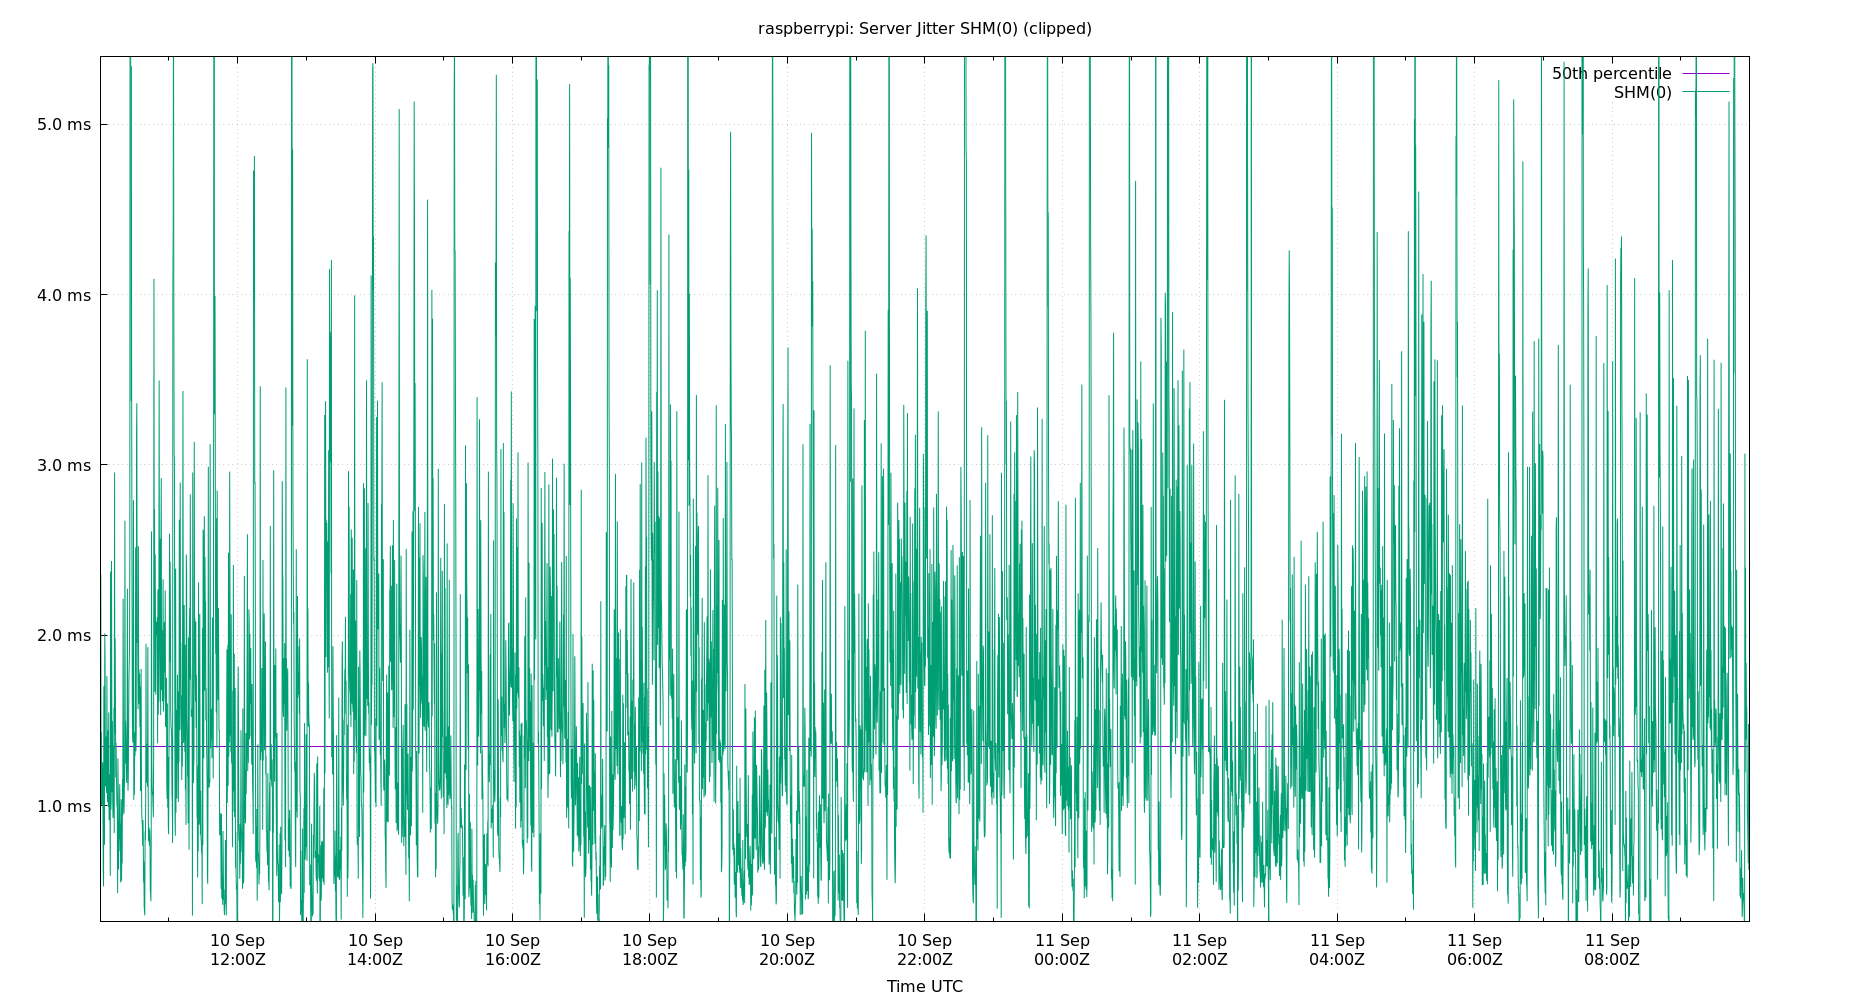 raspberrypi: Server Jitter SHM(0) (clipped)
50th percentile
SHM(0)
5.0 ms
4.0 ms
3.0 ms
2.0 ms
1.0 ms
10 Sep 10 Sep 10 Sep 10 Sep 10 Sep 10 Sep 11 Sep 11 Sep 11 Sep 11 Sep 11 Sep
12:00Z 14:00Z 16:00Z 18:00Z 20:00Z 22:00Z 00:00Z 02:00Z 04:00Z 06:00Z 08:00Z
Time UTC